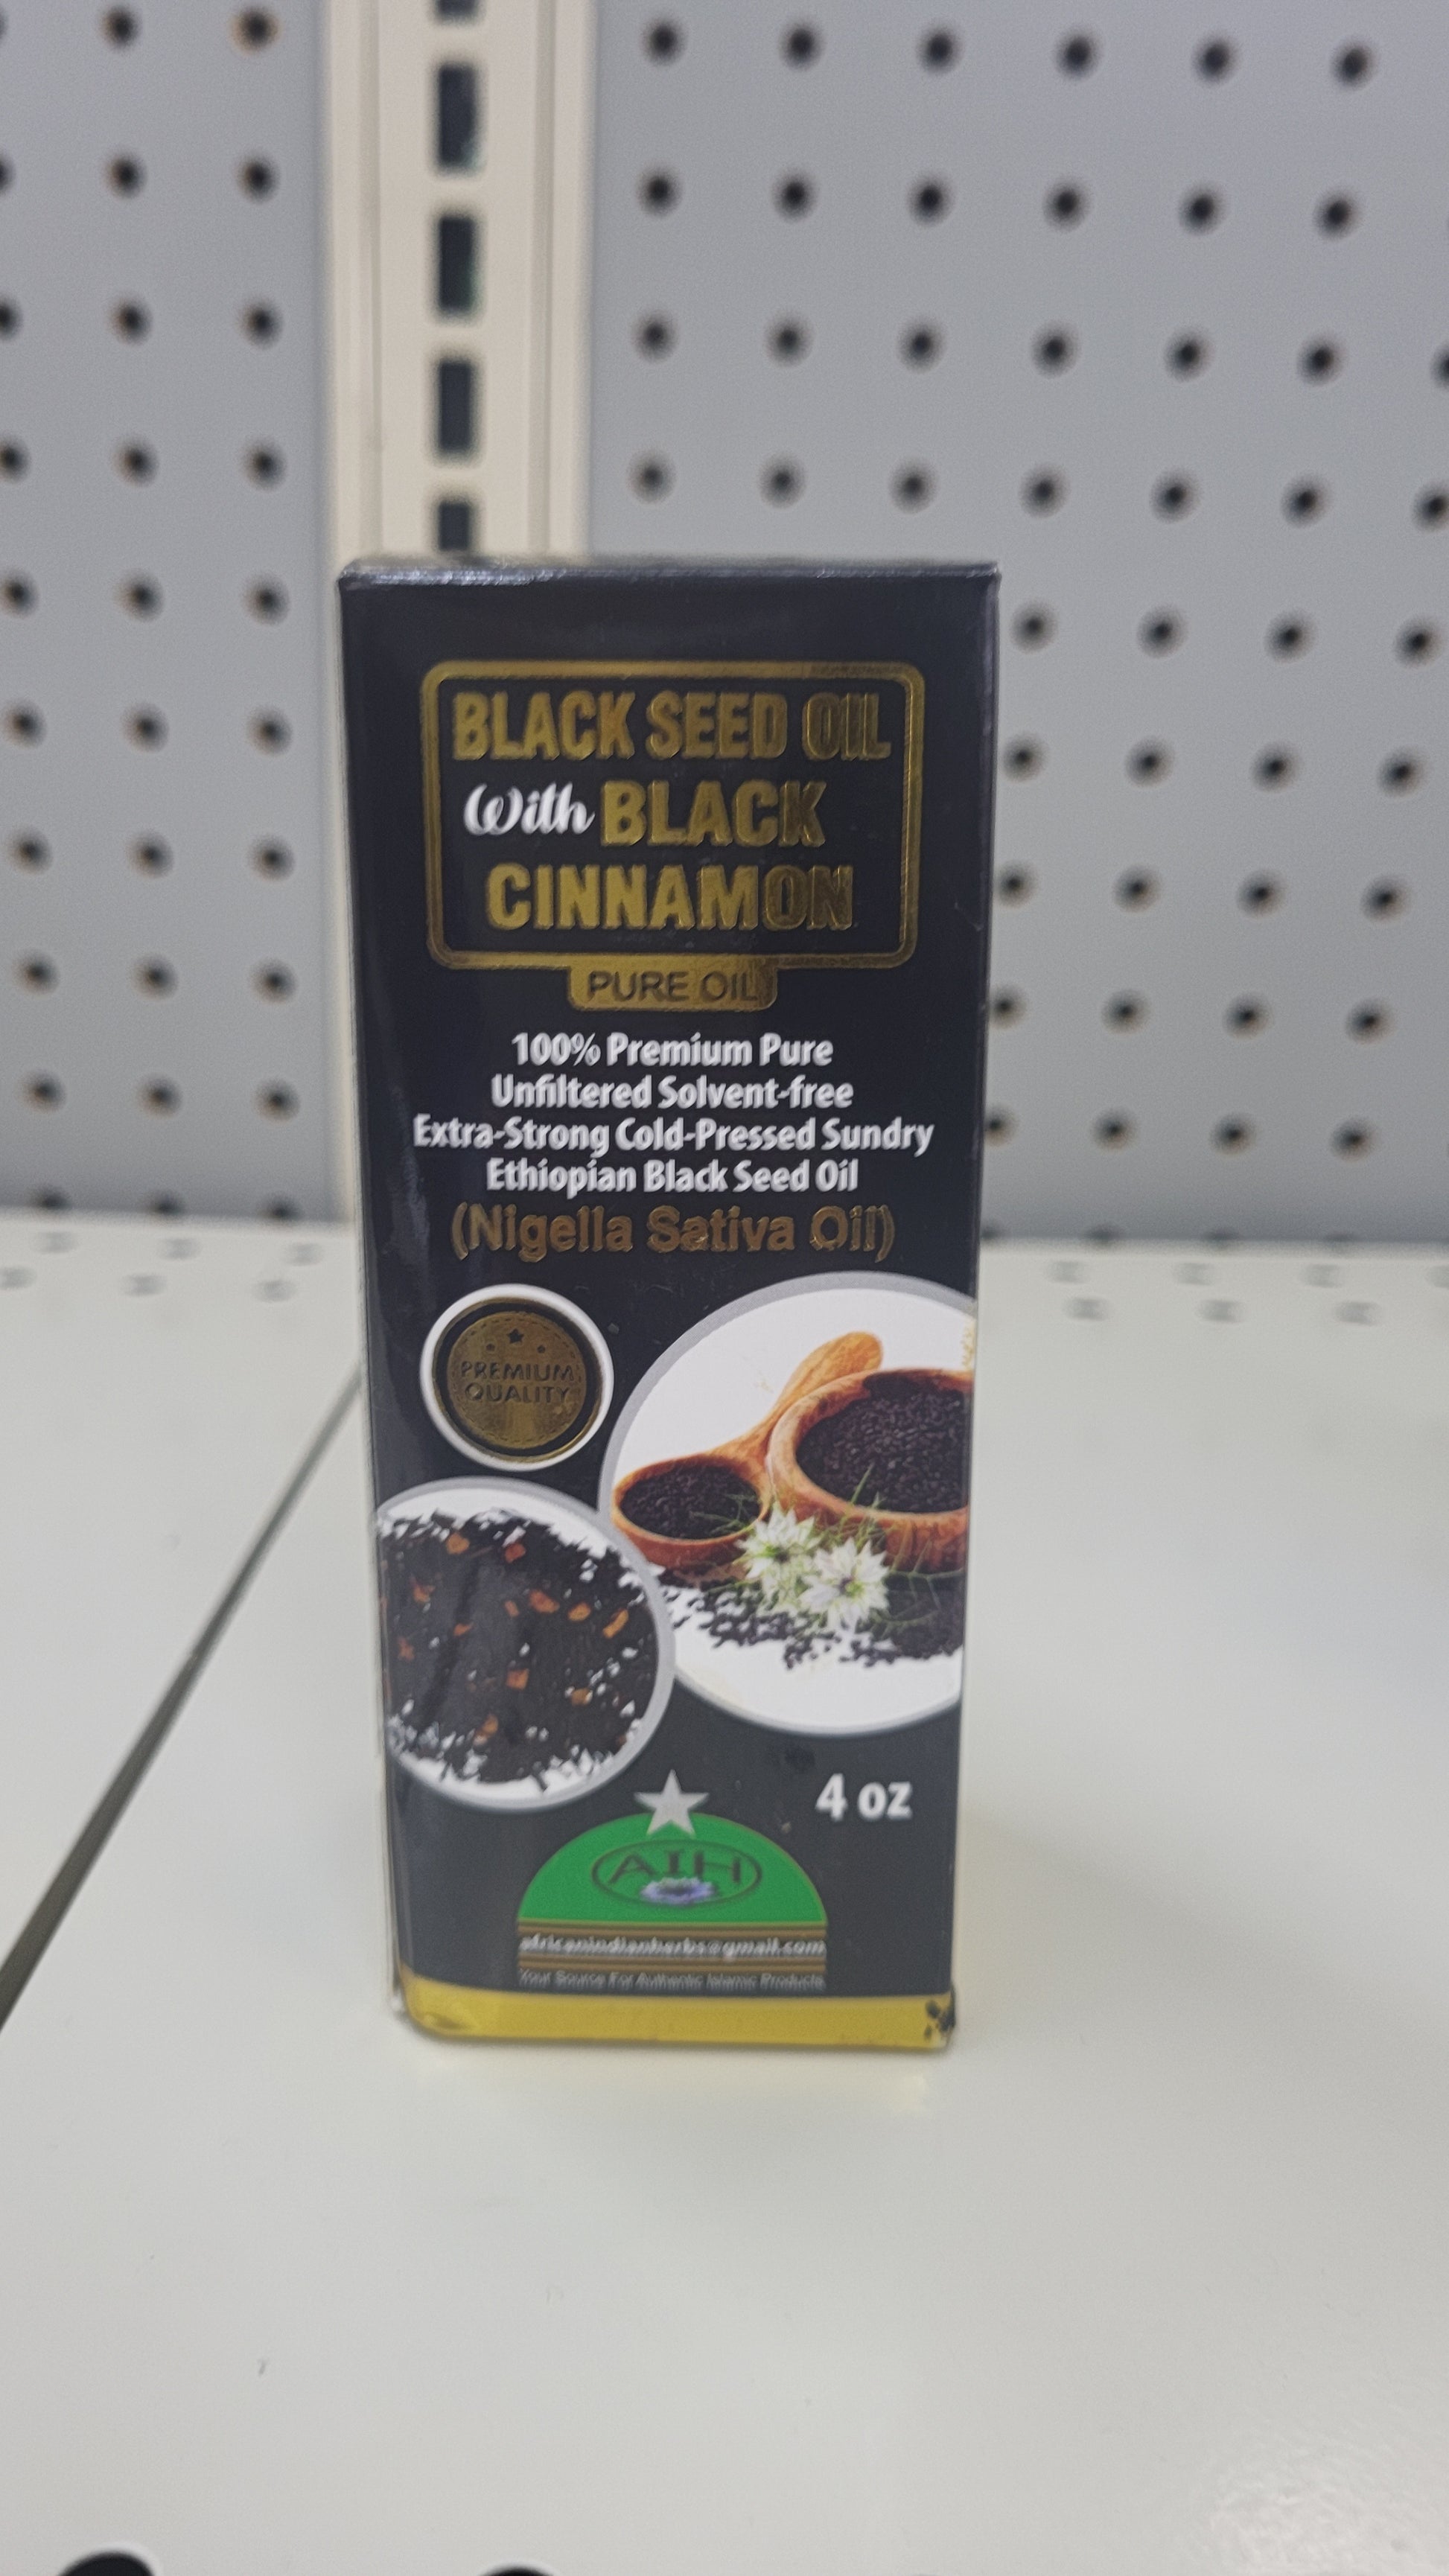 BLACK SEED OIL
With BLACK
CINNAMON
PURE OIL
100% Premium Pure
Unfiltered Solvent-free
Extra-Strong Cold-Pressed Sundry
Ethiopian Black Seed Oil
(Nigella Sativa Oil)
PREMIUM
QUALITY
4 oz
AIH
africanindianherbs@gmail.com
Your Source For Authentic Islamic Products